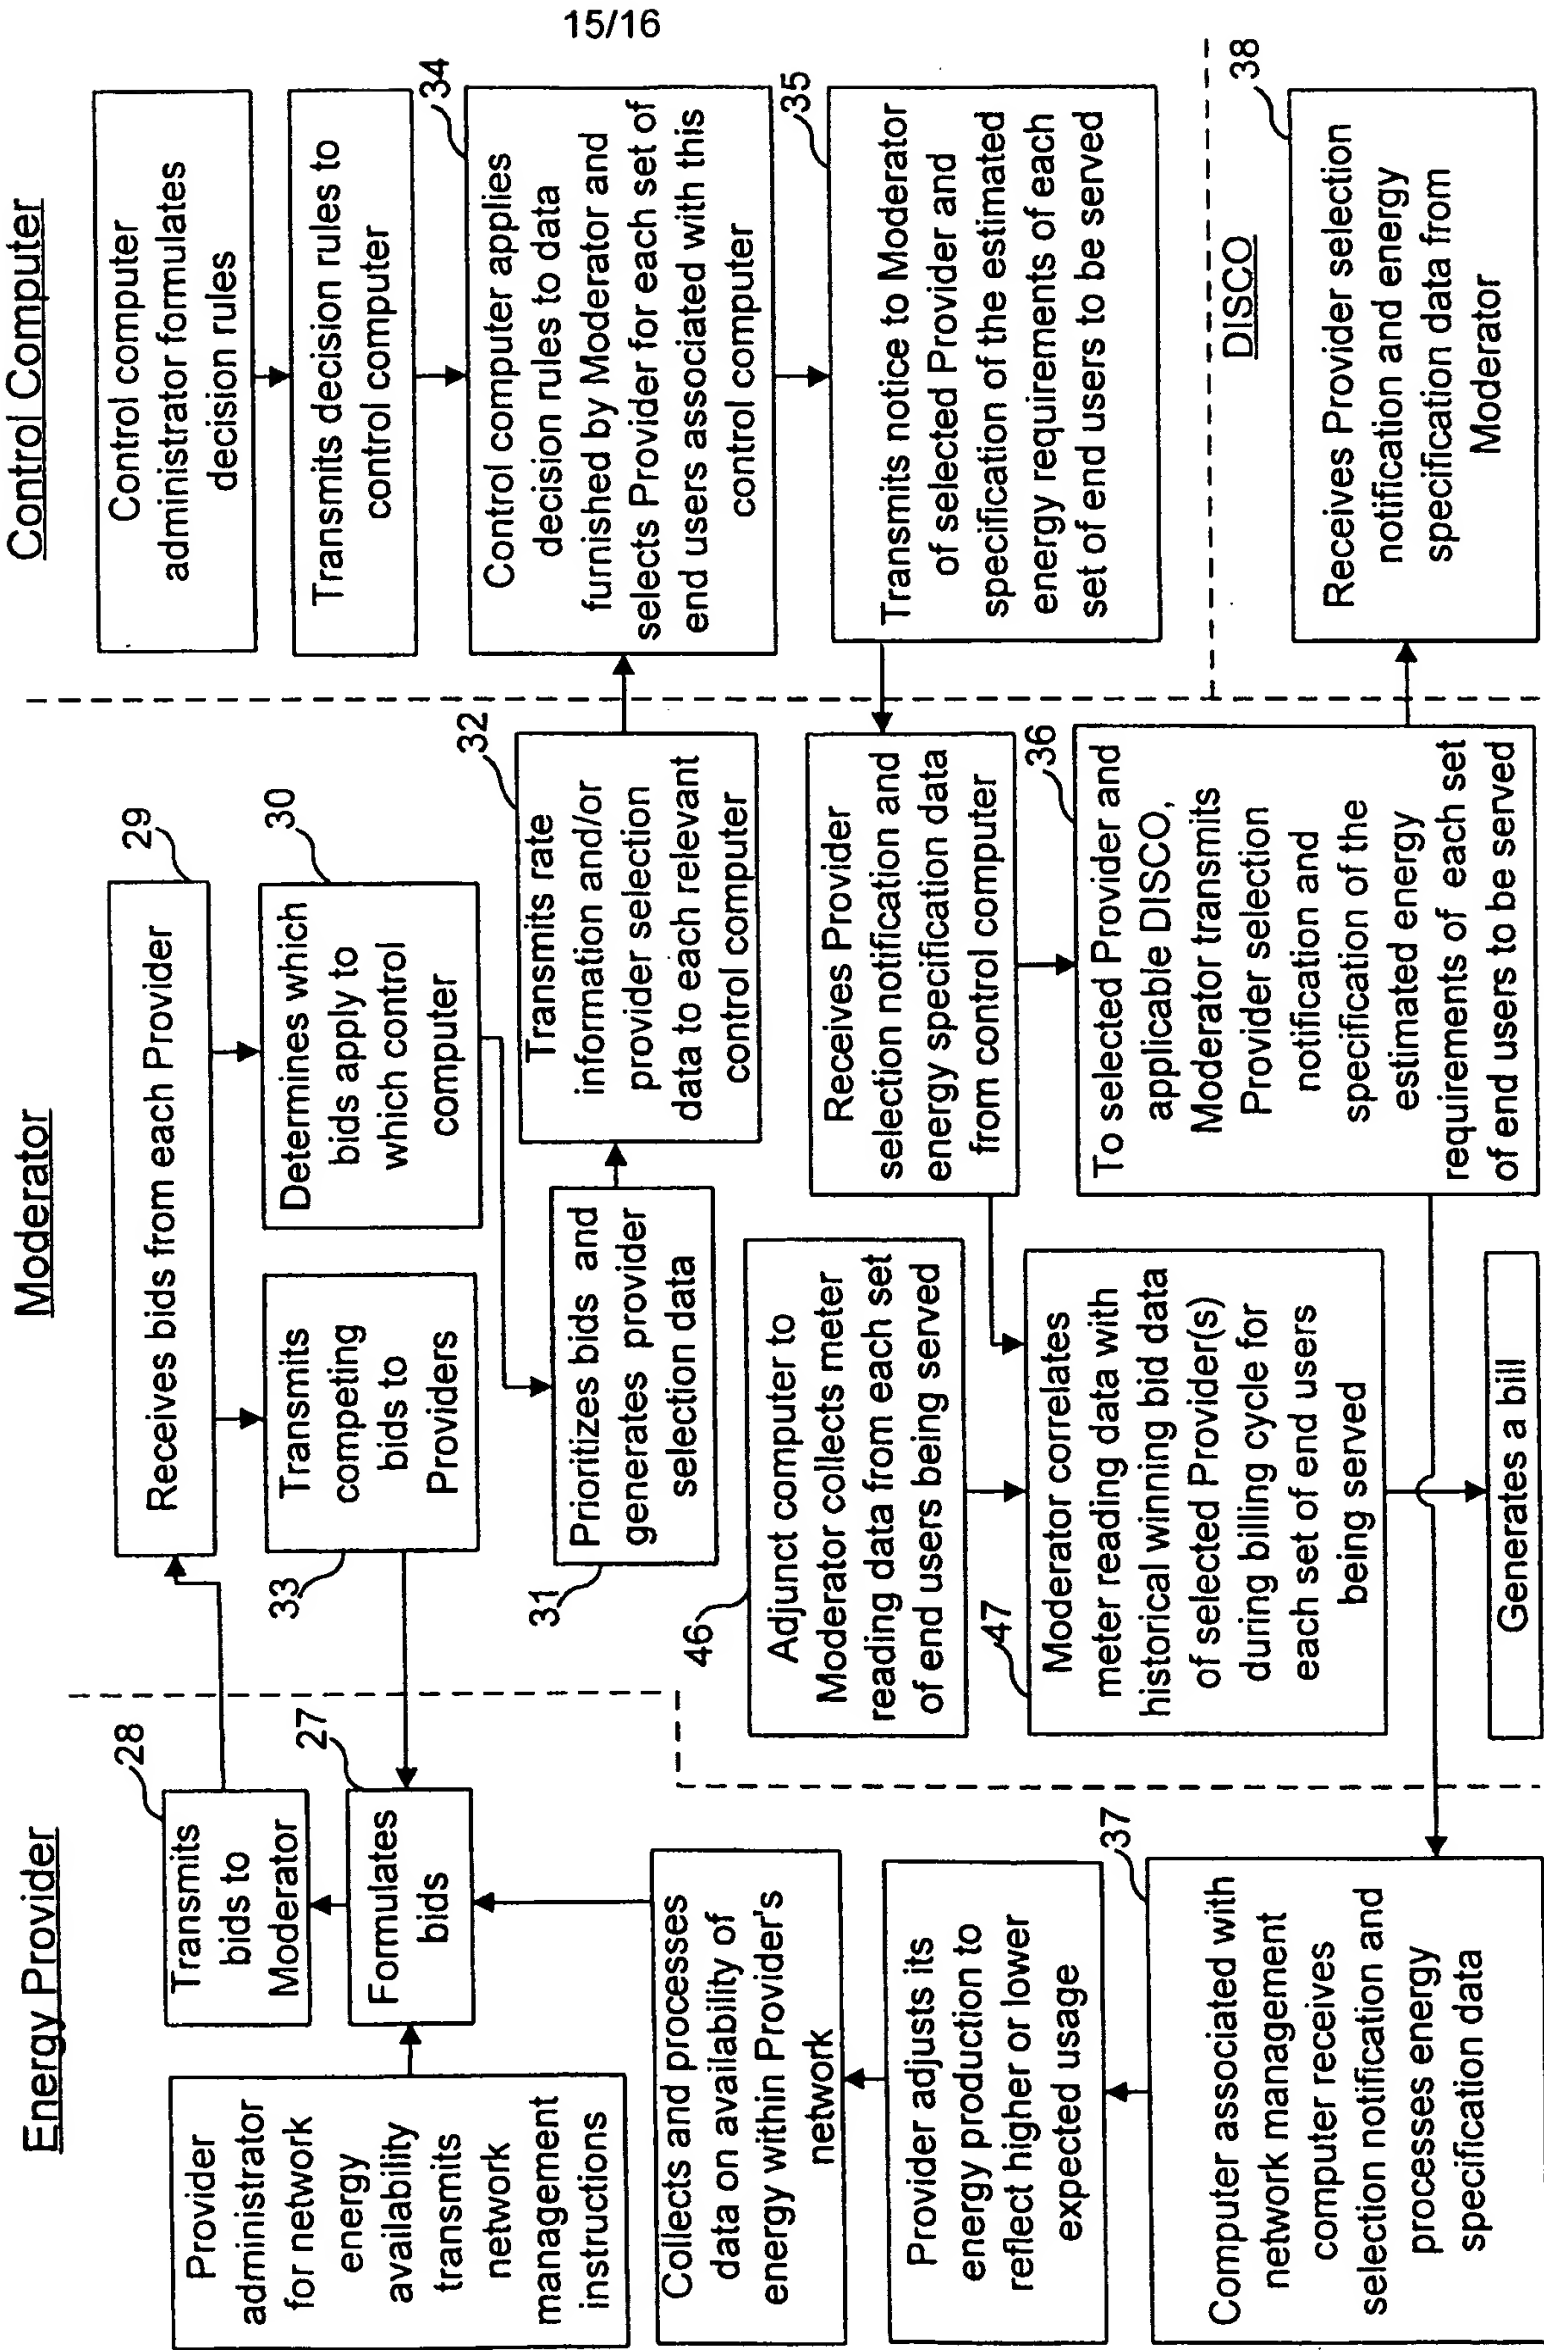 15/16
Energy Provider
Moderator
Control Computer
Provider
administrator
for network
energy
availability
transmits
network
management
instructions
28
Transmits
bids to
Moderator
27
Formulates
bids
Collects and processes
data on availability of
energy within Provider's
network
Provider adjusts its
energy production to
reflect higher or lower
expected usage
37
Computer associated with
network management
computer receives
selection notification and
processes energy
specification data
29
Receives bids from each Provider
33
Transmits
competing
bids to
Providers
30
Determines which
bids apply to
which control
computer
31
Prioritizes bids and
generates provider
selection data
32
Transmits rate
information and/or
provider selection
data to each relevant
control computer
46
Adjunct computer to
Moderator collects meter
reading data from each set
of end users being served
Receives Provider
selection notification and
energy specification data
from control computer
47
Moderator correlates
meter reading data with
historical winning bid data
of selected Provider(s)
during billing cycle for
each set of end users
being served
36
To selected Provider and
applicable DISCO,
Moderator transmits
Provider selection
notification and
specification of the
estimated energy
requirements of each set
of end users to be served
Generates a bill
Control computer
administrator formulates
decision rules
Transmits decision rules to
control computer
34
Control computer applies
decision rules to data
furnished by Moderator and
selects Provider for each set of
end users associated with this
control computer
35
Transmits notice to Moderator
of selected Provider and
specification of the estimated
energy requirements of each
set of end users to be served
DISCO
38
Receives Provider selection
notification and energy
specification data from
Moderator